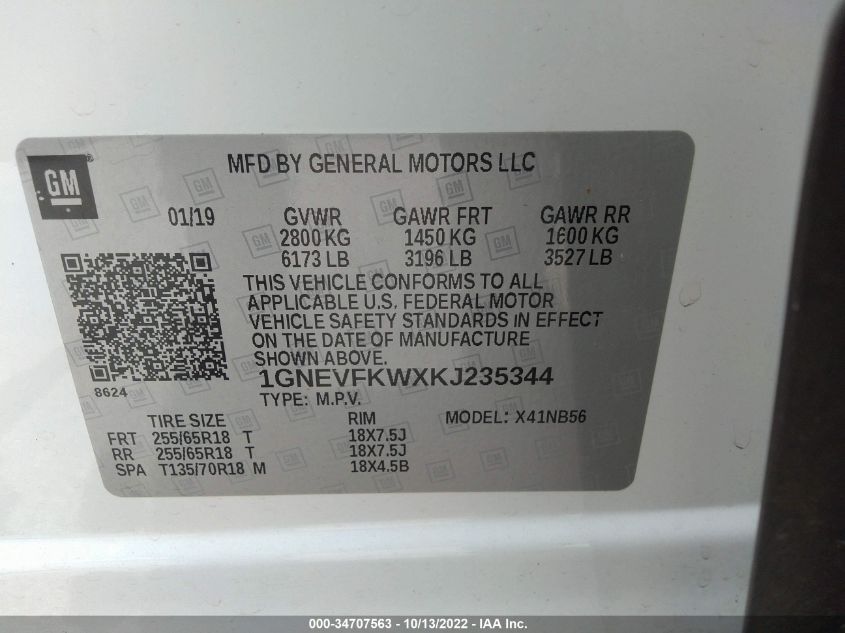 GM
MFD BY GENERAL MOTORS LLC
01/19 GVWR GAWR FRT GAWR RR
2800 KG 1450 KG 1600 KG
6173 LB 3196 LB 3527 LB
THIS VEHICLE CONFORMS TO ALL
APPLICABLE U.S. FEDERAL MOTOR
VEHICLE SAFETY STANDARDS IN EFFECT
ON THE DATE OF MANUFACTURE
SHOWN ABOVE.
1GNEVFKWXKJ235344
8624
TYPE: M.P.V. MODEL: X41NB56
TIRE SIZE RIM
FRT 255/65R18 T 18X7.5J
RR 255/65R18 T 18X7.5J
SPA T135/70R18 M 18X4.5B
000-34707563 - 10/13/2022 - IAA Inc.